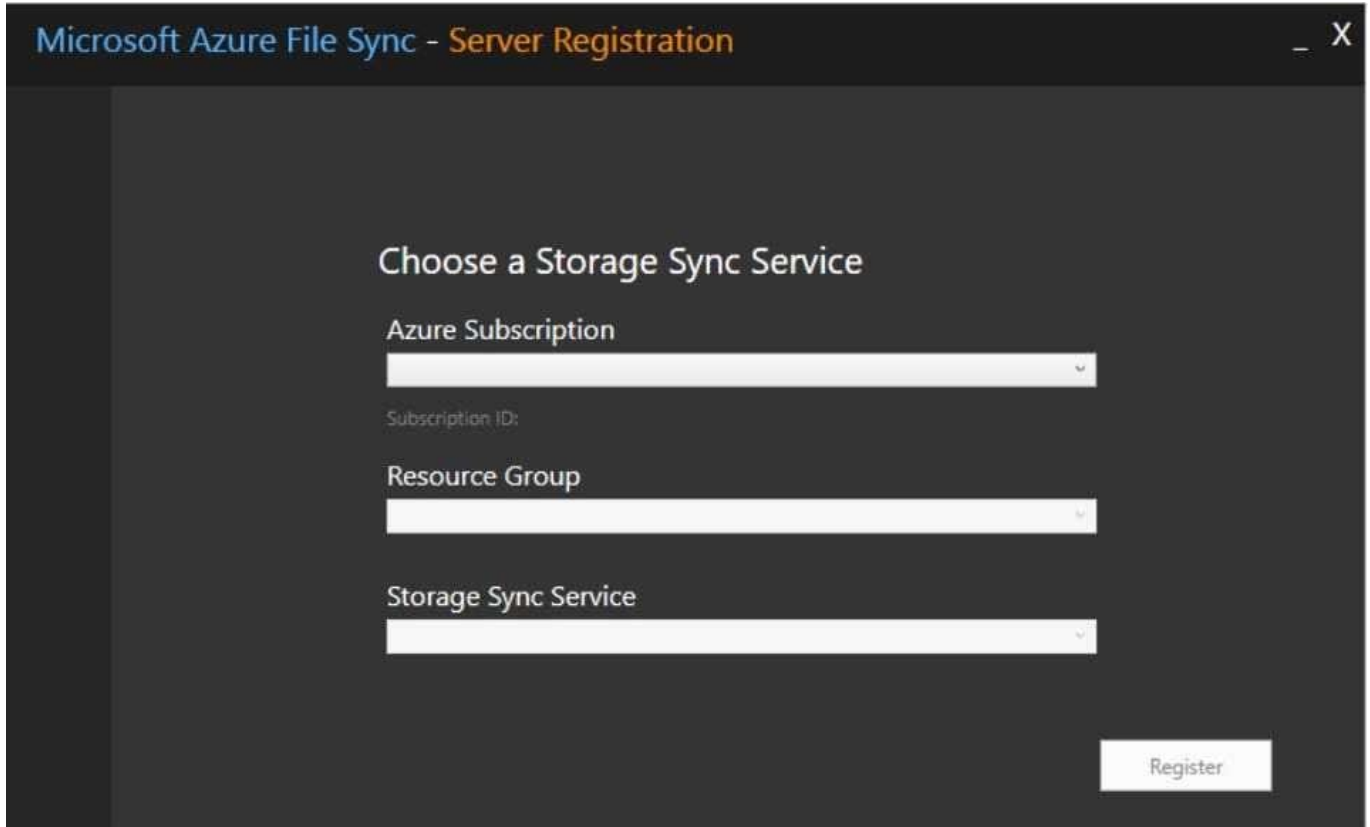 Microsoft Azure File Sync - Server Registration
_ X
Choose a Storage Sync Service
Azure Subscription
Subscription ID:
Resource Group
Storage Sync Service
Register